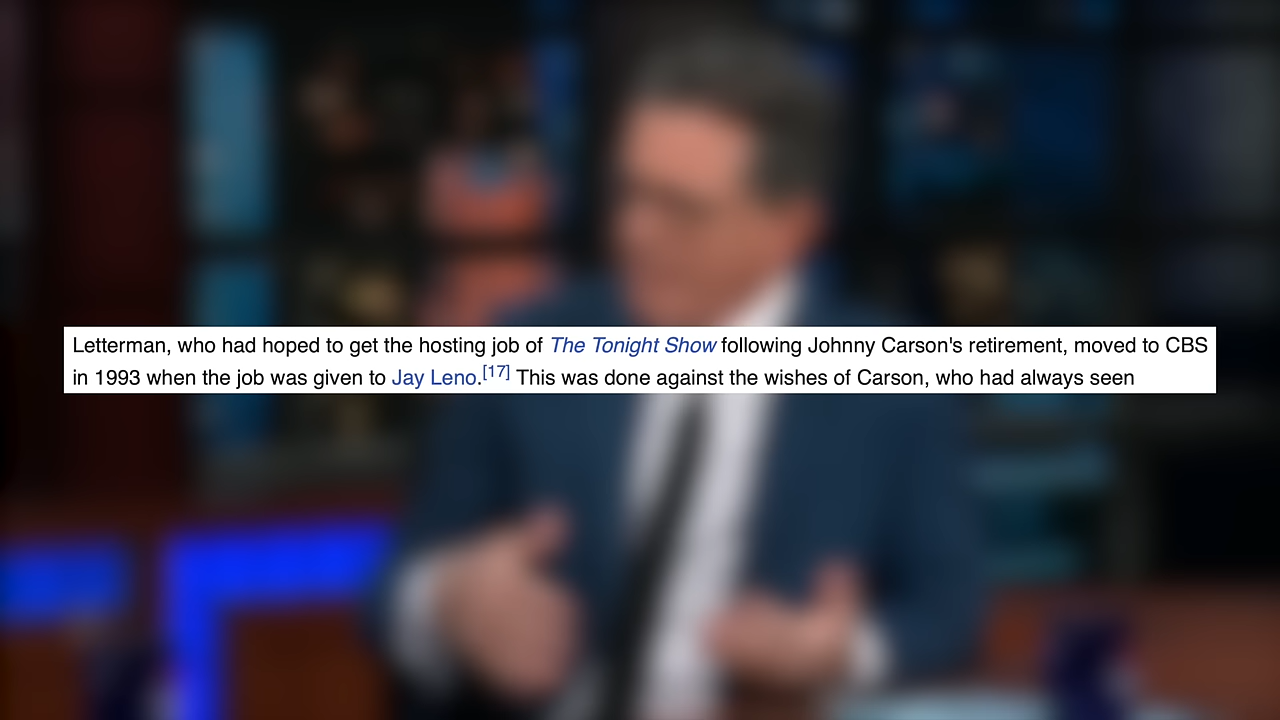 Letterman, who had hoped to get the hosting job of The Tonight Show following Johnny Carson's retirement, moved to CBS
in 1993 when the job was given to Jay Leno.[17] This was done against the wishes of Carson, who had always seen